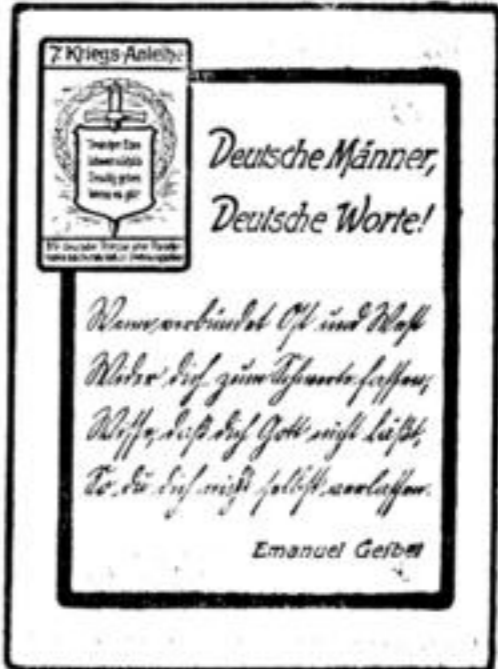 7. Kriegs-Anleihe
Deutsche Männer,
Deutsche Worte!
Wenn verbündet Ost und West
Wider dich zum Schwerte fassen,
Wisse, daß dich Gott nicht läßt,
So du dich nicht selbst verlassen.
Emanuel Geibel